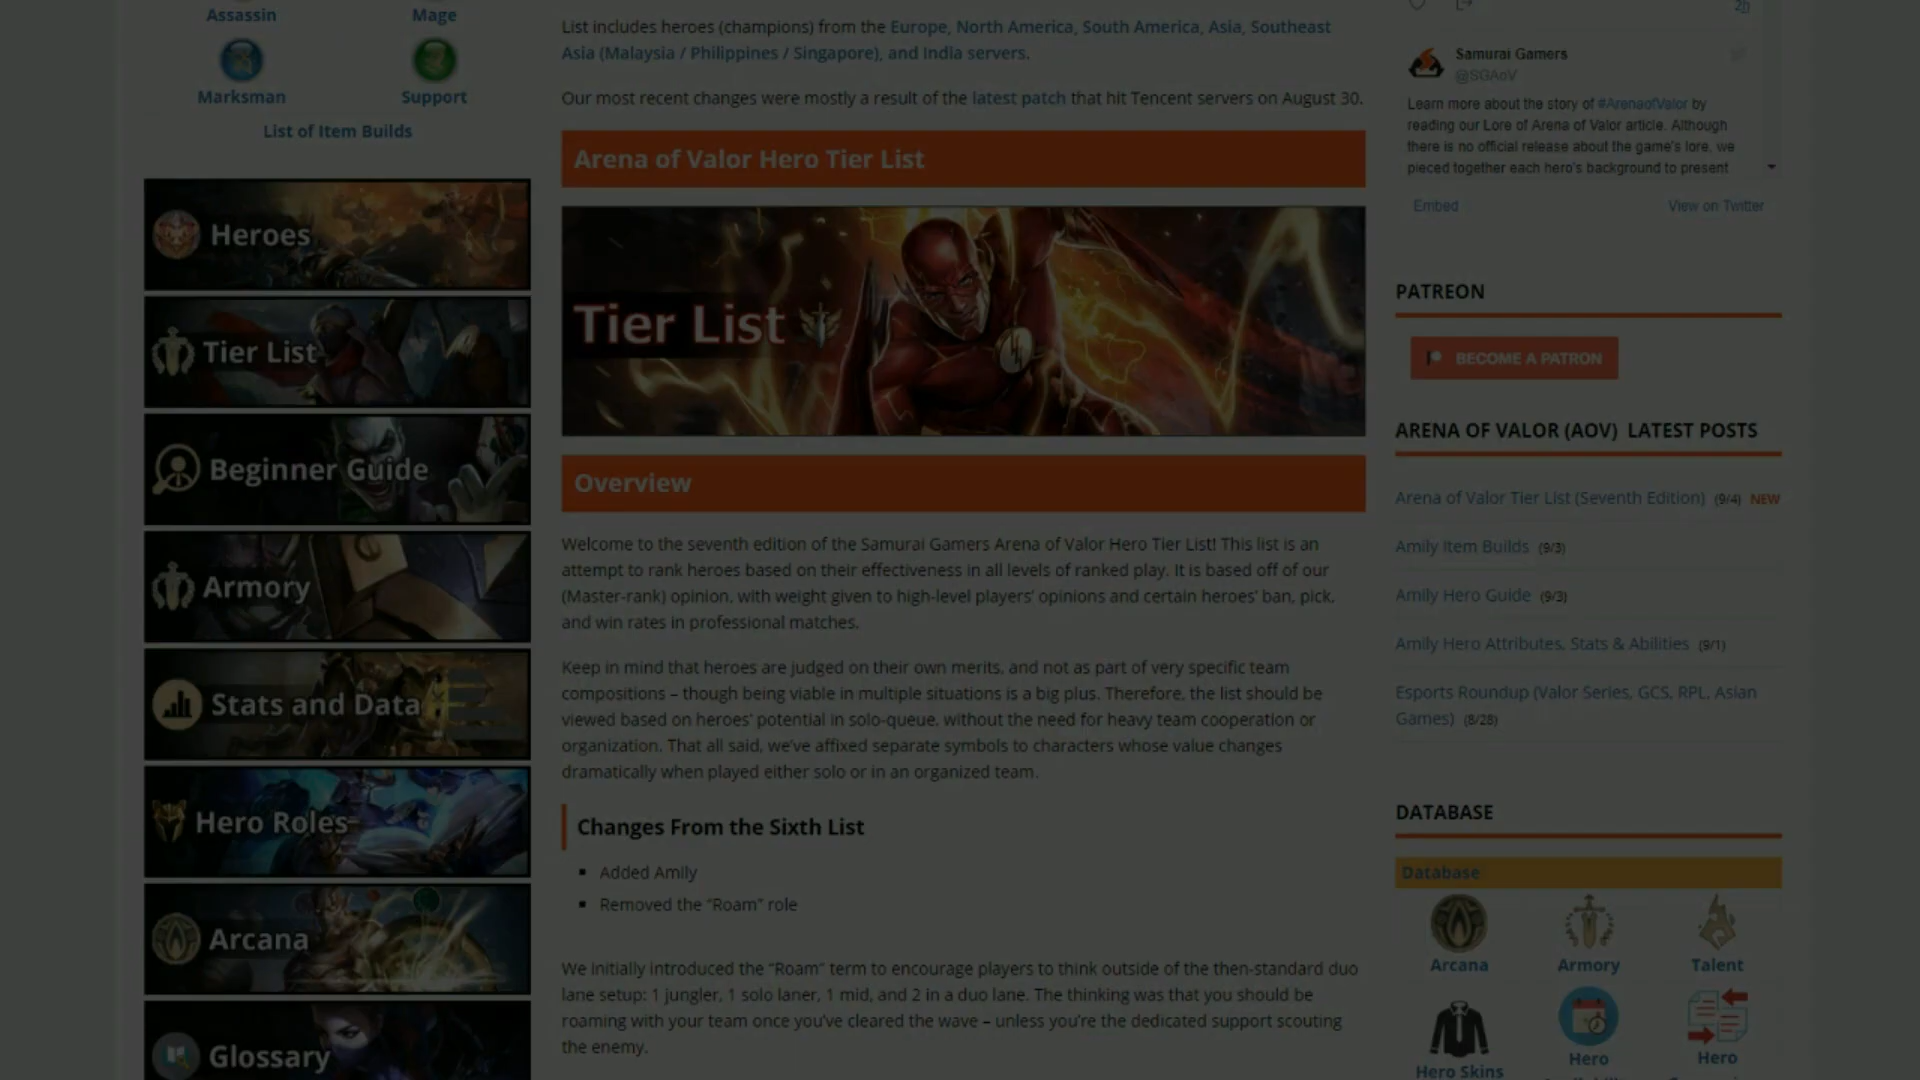 Assassin
Mage
Marksman
Support
List of Item Builds
Heroes
Tier List
Beginner Guide
Armory
Stats and Data
Hero Roles
Arcana
Glossary
List includes heroes (champions) from the Europe, North America, South America, Asia, Southeast
Asia (Malaysia / Philippines / Singapore), and India servers.
Our most recent changes were mostly a result of the latest patch that hit Tencent servers on August 30.
Arena of Valor Hero Tier List
Tier List
Overview
Welcome to the seventh edition of the Samurai Gamers Arena of Valor Hero Tier List! This list is an
attempt to rank heroes based on their effectiveness in all levels of ranked play. It is based off of our
(Master-rank) opinion, with weight given to high-level players' opinions and certain heroes' ban, pick,
and win rates in professional matches.
Keep in mind that heroes are judged on their own merits, and not as part of very specific team
compositions – though being viable in multiple situations is a big plus. Therefore, the list should be
viewed based on heroes' potential in solo-queue, without the need for heavy team cooperation or
organization. That all said, we've affixed separate symbols to characters whose value changes
dramatically when played either solo or in an organized team.
Changes From the Sixth List
▪ Added Amily
▪ Removed the "Roam" role
We initially introduced the "Roam" term to encourage players to think outside of the then-standard duo
lane setup: 1 jungler, 1 solo laner, 1 mid, and 2 in a duo lane. The thinking was that you should be
roaming with your team once you've cleared the wave – unless you're the dedicated support scouting
the enemy.
Samurai Gamers
@SGAoV
Learn more about the story of #ArenaofValor by
reading our Lore of Arena of Valor article. Although
there is no official release about the game's lore, we
pieced together each hero's background to present
Embed
View on Twitter
PATREON
BECOME A PATRON
ARENA OF VALOR (AOV) LATEST POSTS
Arena of Valor Tier List (Seventh Edition) (9/4) NEW
Amily Item Builds (9/3)
Amily Hero Guide (9/3)
Amily Hero Attributes, Stats & Abilities (9/1)
Esports Roundup (Valor Series, GCS, RPL, Asian
Games) (8/28)
DATABASE
Database
Arcana
Armory
Talent
Hero Skins
Hero
Hero